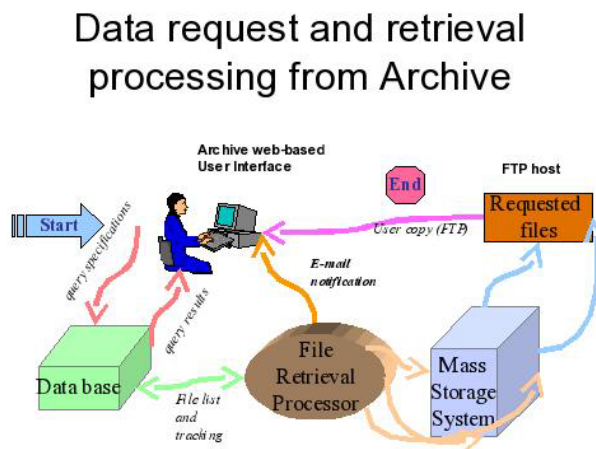 Data request and retrieval
processing from Archive
Archive web-based
User Interface
Start
query specifications
query results
End
FTP host
Requested
files
User copy (FTP)
E-mail
notification
Data base
File list
and
tracking
File
Retrieval
Processor
Mass
Storage
System